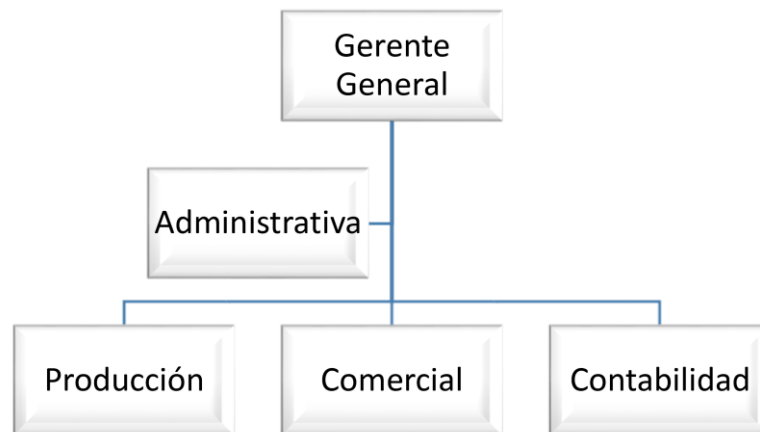 Gerente
General
Administrativa
Producción
Comercial
Contabilidad